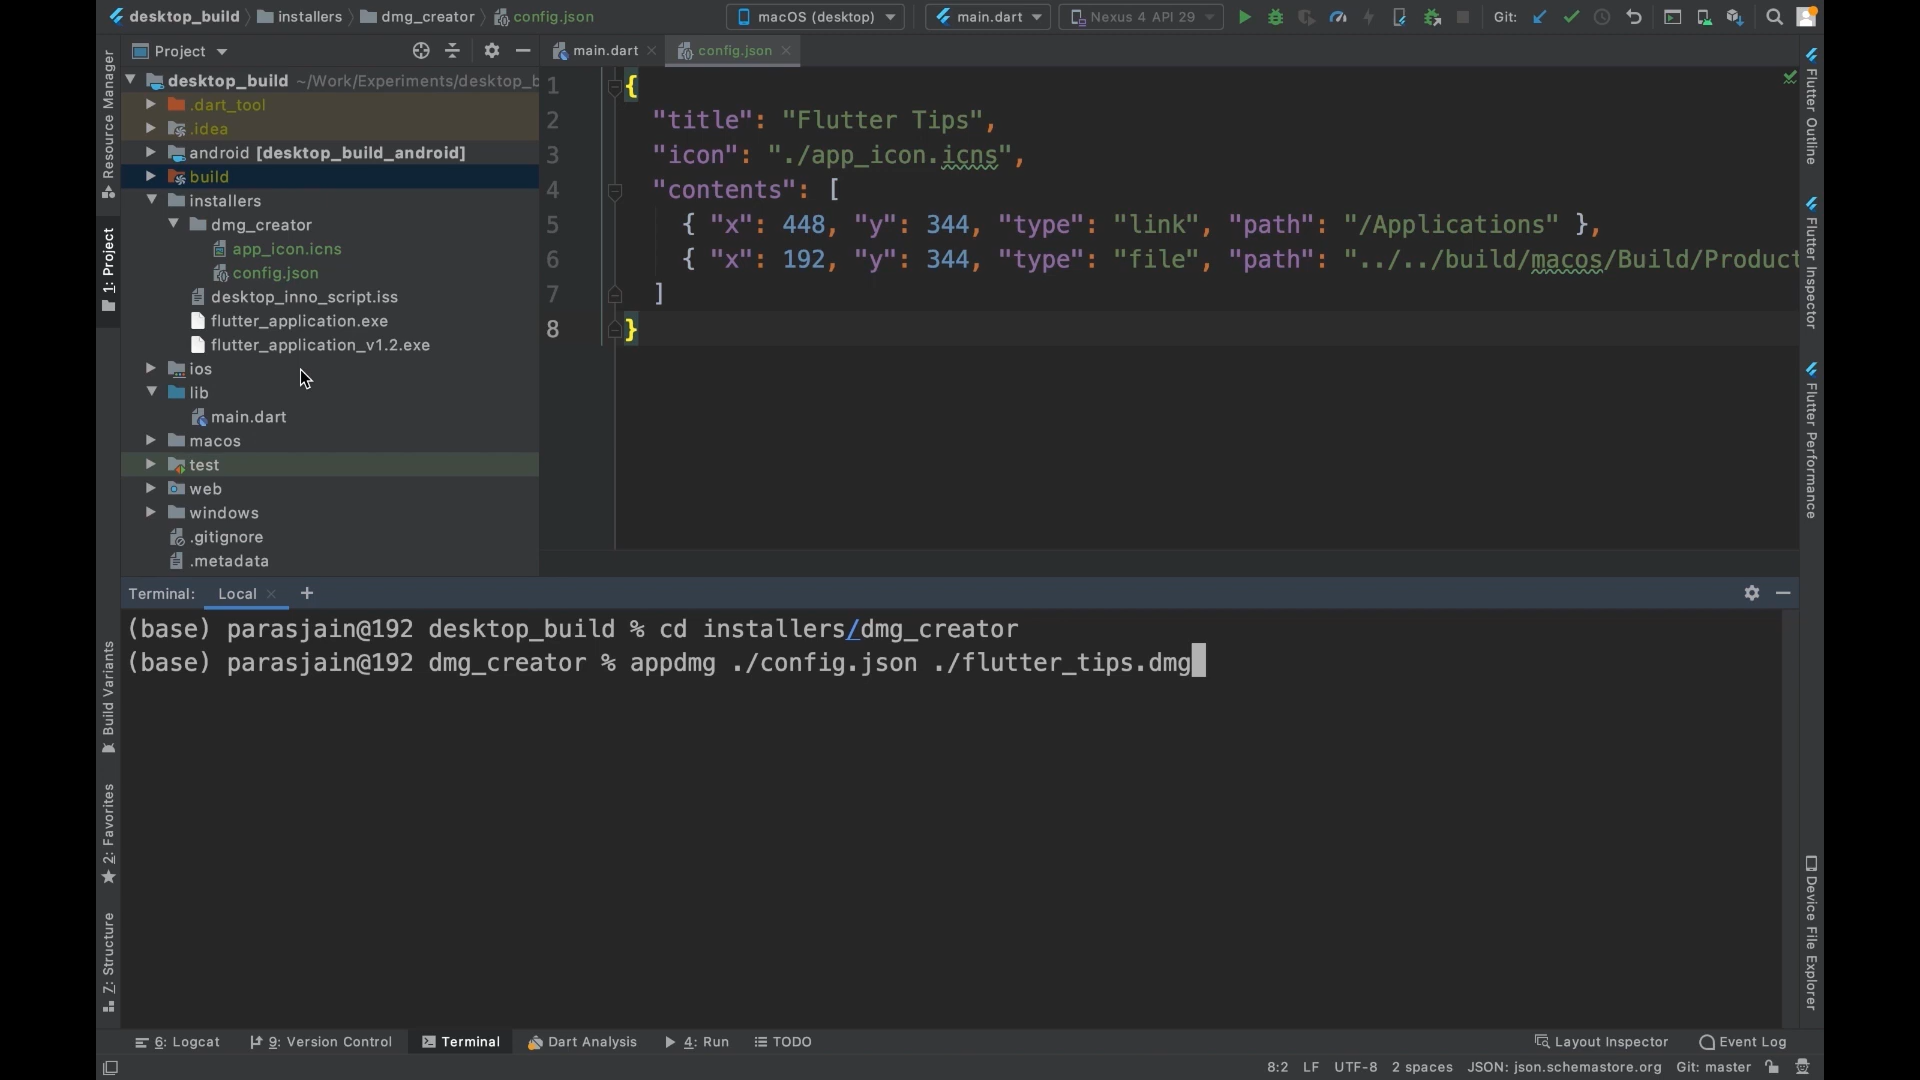 desktop_build installers dmg_creator config.json macOS (desktop) main.dart Nexus 4 API 29 Git:
Project
main.dart config.json
desktop_build ~/Work/Experiments/desktop_b
.dart_tool
.idea
android [desktop_build_android]
build
installers
dmg_creator
app_icon.icns
config.json
desktop_inno_script.iss
flutter_application.exe
flutter_application_v1.2.exe
ios
lib
main.dart
macos
test
web
windows
.gitignore
.metadata
1 {
2 "title": "Flutter Tips",
3 "icon": "./app_icon.icns",
4 "contents": [
5 { "x": 448, "y": 344, "type": "link", "path": "/Applications" },
6 { "x": 192, "y": 344, "type": "file", "path": "../../build/macos/Build/Product
7 ]
8 }
Resource Manager
1: Project
Build Variants
2: Favorites
Z: Structure
Flutter Outline
Flutter Inspector
Flutter Performance
Device File Explorer
Terminal: Local +
(base) parasjain@192 desktop_build % cd installers/dmg_creator
(base) parasjain@192 dmg_creator % appdmg ./config.json ./flutter_tips.dmg
6: Logcat 9: Version Control Terminal Dart Analysis 4: Run TODO Layout Inspector Event Log
8:2 LF UTF-8 2 spaces JSON: json.schemastore.org Git: master